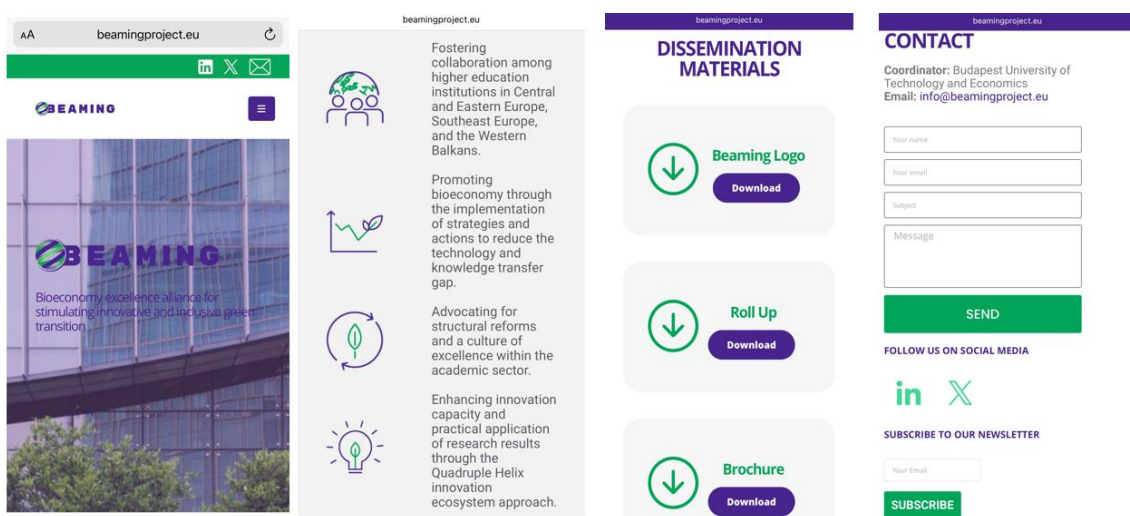 AA beamingproject.eu
BEAMING
BEAMING
Bioeconomy excellence alliance for
stimulating innovative and inclusive green
transition
beamingproject.eu
Fostering
collaboration among
higher education
institutions in Central
and Eastern Europe,
Southeast Europe,
and the Western
Balkans.
Promoting
bioeconomy through
the implementation
of strategies and
actions to reduce the
technology and
knowledge transfer
gap.
Advocating for
structural reforms
and a culture of
excellence within the
academic sector.
Enhancing innovation
capacity and
practical application
of research results
through the
Quadruple Helix
innovation
ecosystem approach.
beamingproject.eu
DISSEMINATION
MATERIALS
Beaming Logo
Download
Roll Up
Download
Brochure
Download
beamingproject.eu
CONTACT
Coordinator: Budapest University of
Technology and Economics
Email: info@beamingproject.eu
Your name
Your email
Subject
Message
SEND
FOLLOW US ON SOCIAL MEDIA
in X
SUBSCRIBE TO OUR NEWSLETTER
Your Email
SUBSCRIBE